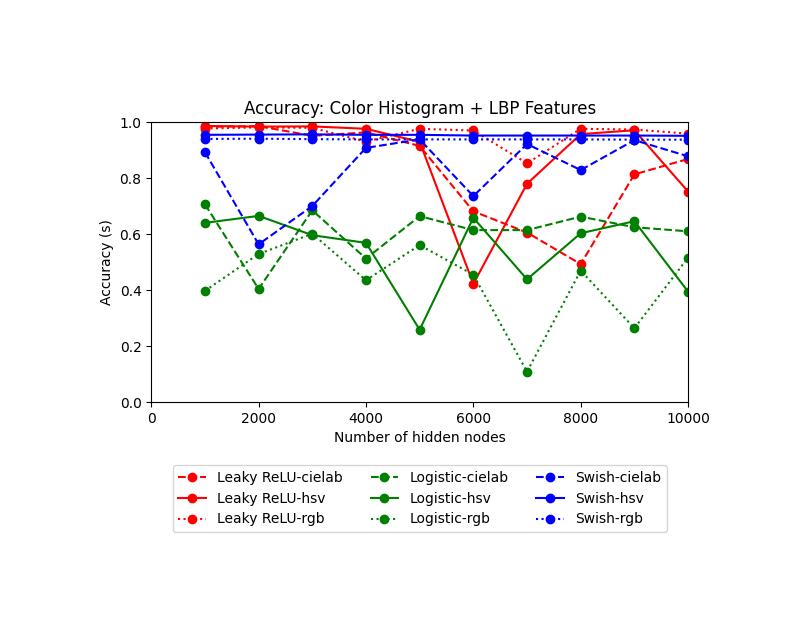 Accuracy: Color Histogram + LBP Features
1.0
0.8
0.6
0.4
0.2
0.0
Accuracy (s)
0 2000 4000 6000 8000 10000
Number of hidden nodes
Leaky ReLU-cielab Logistic-cielab Swish-cielab
Leaky ReLU-hsv Logistic-hsv Swish-hsv
Leaky ReLU-rgb Logistic-rgb Swish-rgb